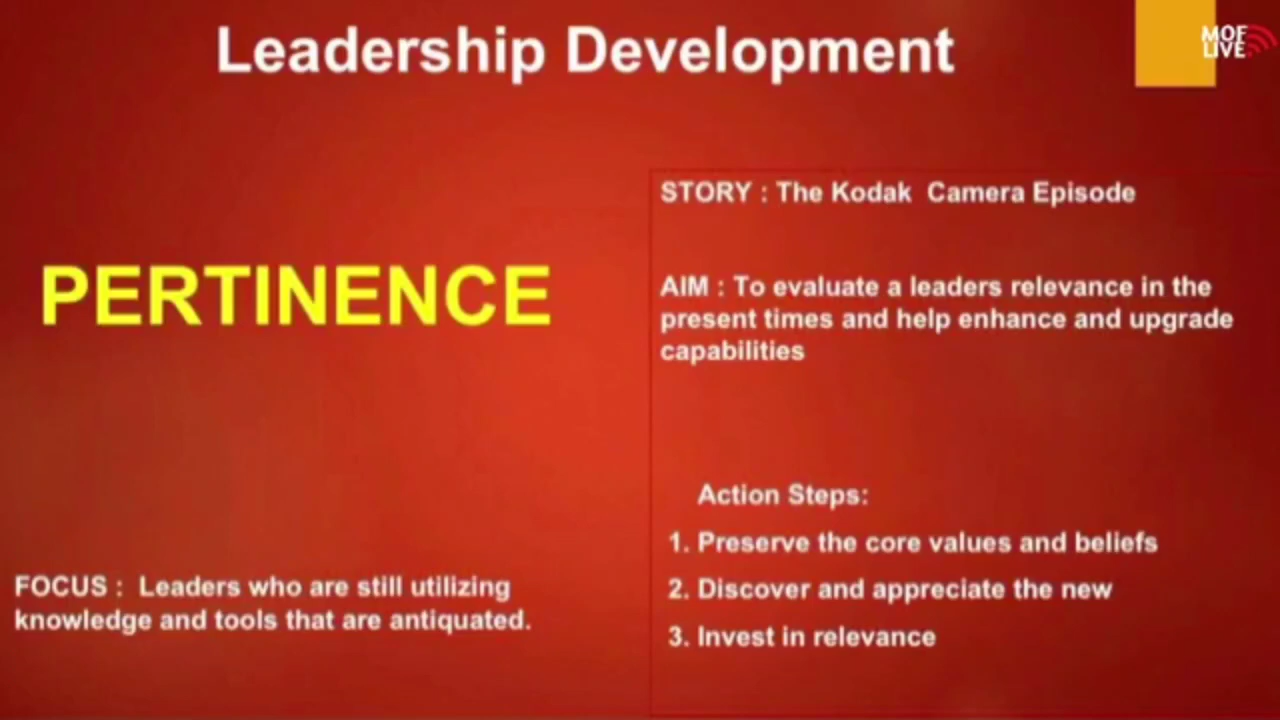 Leadership Development
MOF
LIVE
PERTINENCE
FOCUS : Leaders who are still utilizing
knowledge and tools that are antiquated.
STORY : The Kodak Camera Episode
AIM : To evaluate a leaders relevance in the
present times and help enhance and upgrade
capabilities
Action Steps:
1. Preserve the core values and beliefs
2. Discover and appreciate the new
3. Invest in relevance